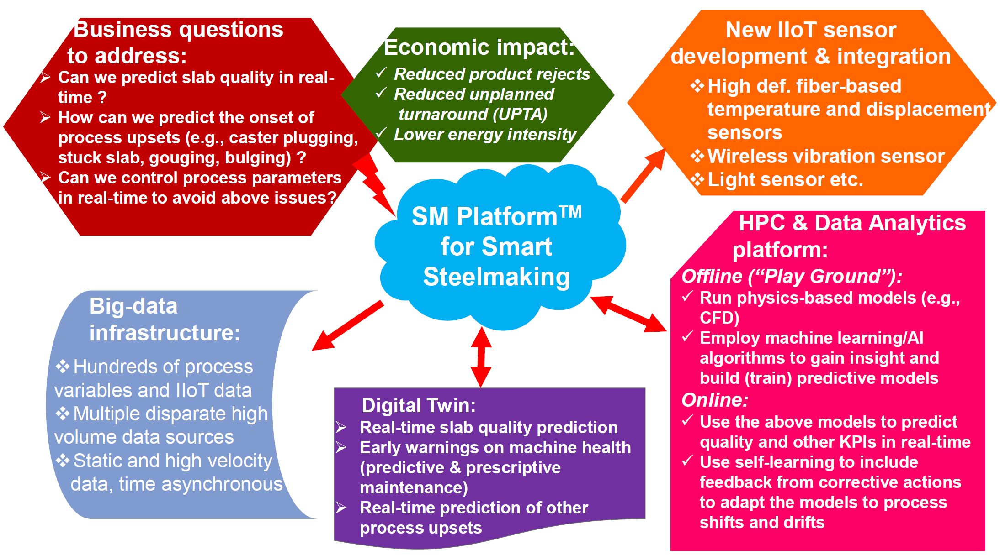 Business questions
to address:
➢ Can we predict slab quality in real-
time ?
➢ How can we predict the onset of
process upsets (e.g., caster plugging,
stuck slab, gouging, bulging) ?
➢ Can we control process parameters
in real-time to avoid above issues?
Economic impact:
✓ Reduced product rejects
✓ Reduced unplanned
turnaround (UPTA)
✓ Lower energy intensity
New IIoT sensor
development & integration
❖High def. fiber-based
temperature and displacement
sensors
❖Wireless vibration sensor
❖Light sensor etc.
SM Platform™
for Smart
Steelmaking
Big-data
infrastructure:
❖Hundreds of process
variables and IIoT data
❖Multiple disparate high
volume data sources
❖Static and high velocity
data, time asynchronous
Digital Twin:
➢ Real-time slab quality prediction
➢ Early warnings on machine health
(predictive & prescriptive
maintenance)
➢ Real-time prediction of other
process upsets
HPC & Data Analytics
platform:
Offline (“Play Ground”):
✓ Run physics-based models (e.g.,
CFD)
✓ Employ machine learning/AI
algorithms to gain insight and
build (train) predictive models
Online:
✓ Use the above models to predict
quality and other KPIs in real-time
✓ Use self-learning to include
feedback from corrective actions
to adapt the models to process
shifts and drifts